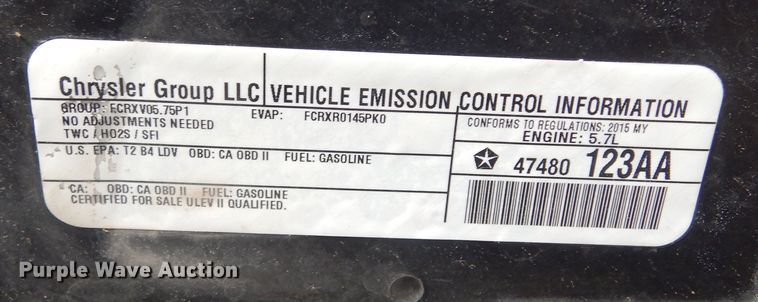 Chrysler Group LLC VEHICLE EMISSION CONTROL INFORMATION
GROUP: FCRXV05.75P1 EVAP: FCRXR0145PK0
NO ADJUSTMENTS NEEDED
TWC / HO2S / SFI
CONFORMS TO REGULATIONS: 2015 MY
ENGINE: 5.7L
U.S. EPA: T2 B4 LDV OBD: CA OBD II FUEL: GASOLINE
47480 123AA
CA: OBD: CA OBD II FUEL: GASOLINE
CERTIFIED FOR SALE ULEV II QUALIFIED
Purple Wave Auction